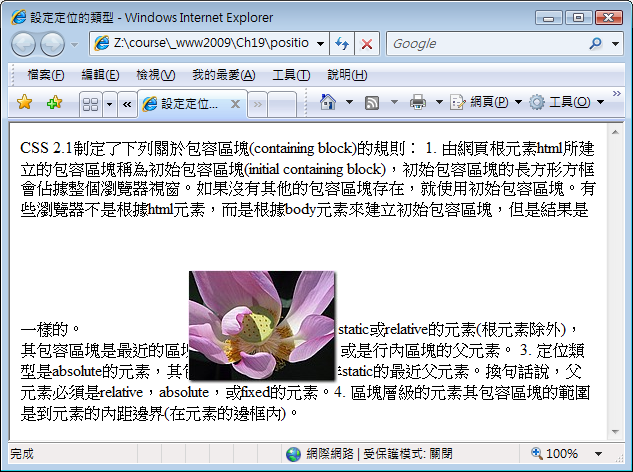 設定定位的類型 - Windows Internet Explorer
Z:\course\_www2009\Ch19\positio
Google
檔案(F) 編輯(E) 檢視(V) 我的最愛(A) 工具(T) 說明(H)
設定定位... 網頁(P) 工具(O)
CSS 2.1制定了下列關於包容區塊(containing block)的規則： 1. 由網頁根元素html所建
立的包容區塊稱為初始包容區塊(initial containing block)，初始包容區塊的長方形方框
會佔據整個瀏覽器視窗。如果沒有其他的包容區塊存在，就使用初始包容區塊。有
些瀏覽器不是根據html元素，而是根據body元素來建立初始包容區塊，但是結果是
一樣的。 static或relative的元素(根元素除外)，
其包容區塊是最近的區塊 或是行內區塊的父元素。 3. 定位類
型是absolute的元素，其 static的最近父元素。換句話說，父
元素必須是relative，absolute，或fixed的元素。4. 區塊層級的元素其包容區塊的範圍
是到元素的內距邊界(在元素的邊框內)。
完成 網際網路 | 受保護模式: 關閉 100%